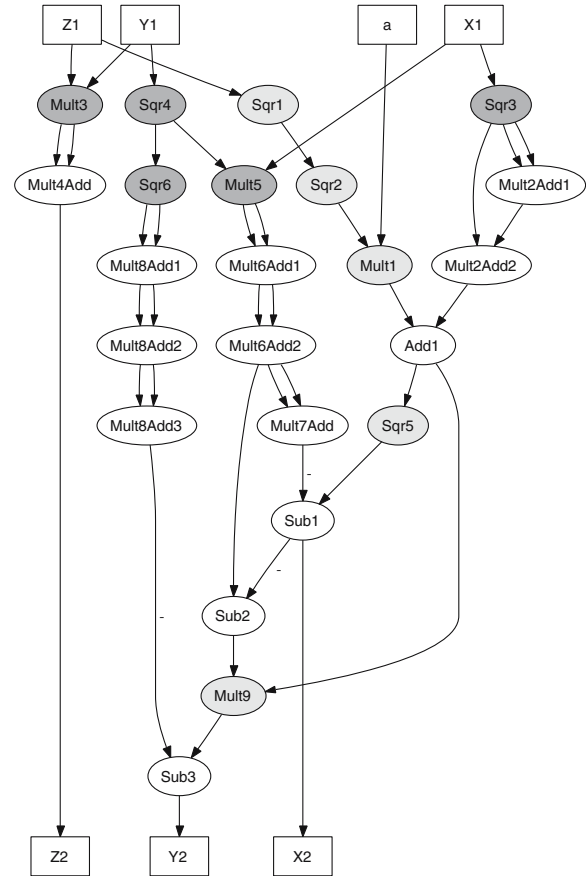 Z1 Y1 a X1
Mult3 Sqr4 Sqr1 Sqr3
Mult4Add Sqr6 Mult5 Sqr2 Mult2Add1
Mult8Add1 Mult6Add1 Mult1 Mult2Add2
Mult8Add2 Mult6Add2 Add1
Mult8Add3 Mult7Add Sqr5
-
Sub1
-
Sub2
-
Mult9
Sub3
Z2 Y2 X2